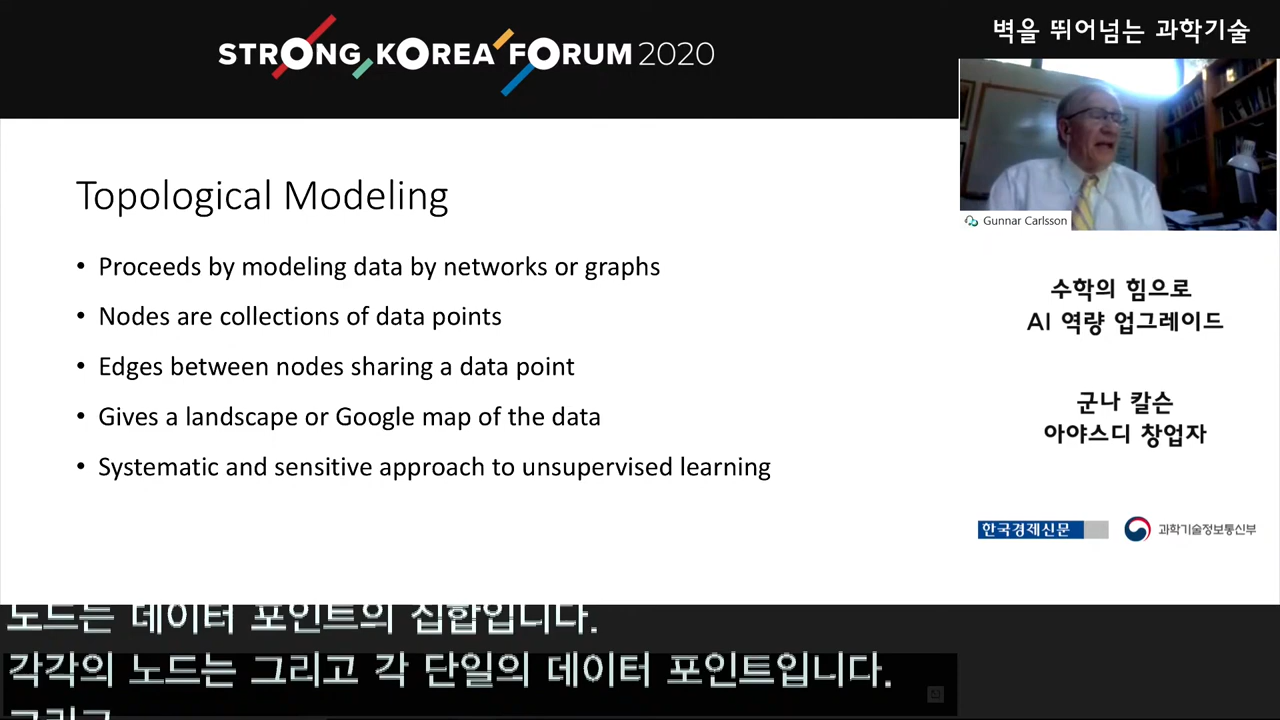 STRONG KOREA FORUM 2020
벽을 뛰어넘는 과학기술
Topological Modeling
• Proceeds by modeling data by networks or graphs
• Nodes are collections of data points
• Edges between nodes sharing a data point
• Gives a landscape or Google map of the data
• Systematic and sensitive approach to unsupervised learning
Gunnar Carlsson
수학의 힘으로
AI 역량 업그레이드
군나 칼슨
아야스디 창업자
한국경제신문
과학기술정보통신부
노드는 데이터 포인트의 집합입니다.
각각의 노드는 그리고 각 단일의 데이터 포인트입니다.
그리고